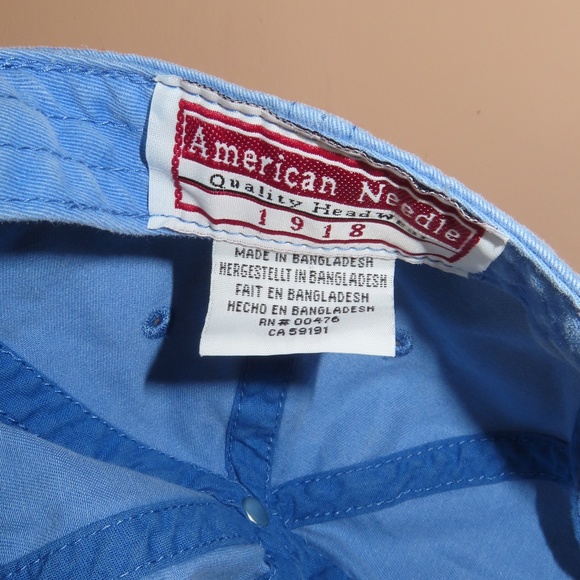 American Needle
Quality Headwe
1918
MADE IN BANGLADESH
HERGESTELLT IN BANGLADESH
FAIT EN BANGLADESH
HECHO EN BANGLADESH
RN# 00476
CA 59191